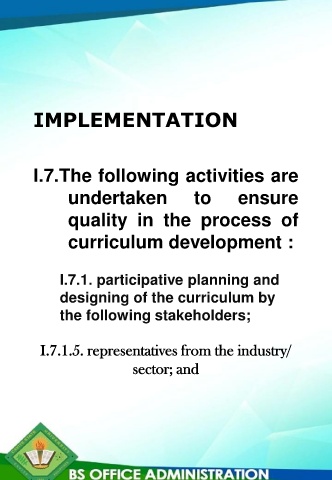 IMPLEMENTATION
I.7.The following activities are
undertaken to ensure
quality in the process of
curriculum development :
I.7.1. participative planning and
designing of the curriculum by
the following stakeholders;
I.7.1.5. representatives from the industry/
sector; and
BS OFFICE ADMINISTRATION